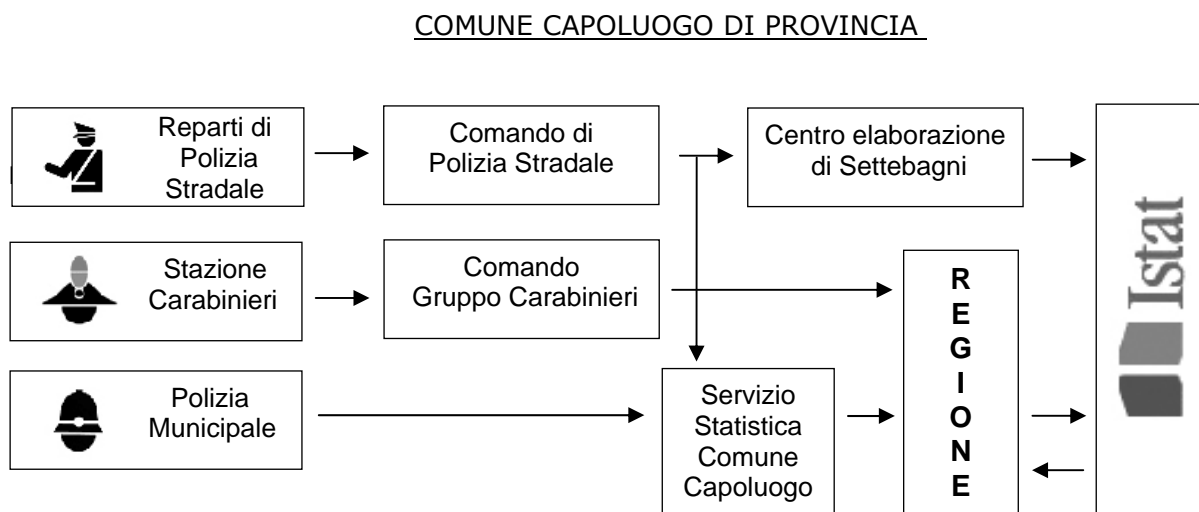 COMUNE CAPOLUOGO DI PROVINCIA
Reparti di
Polizia
Stradale
Comando di
Polizia Stradale
Centro elaborazione
di Settebagni
Istat
Stazione
Carabinieri
Comando
Gruppo Carabinieri
R
E
G
I
O
N
E
Polizia
Municipale
Servizio
Statistica
Comune
Capoluogo